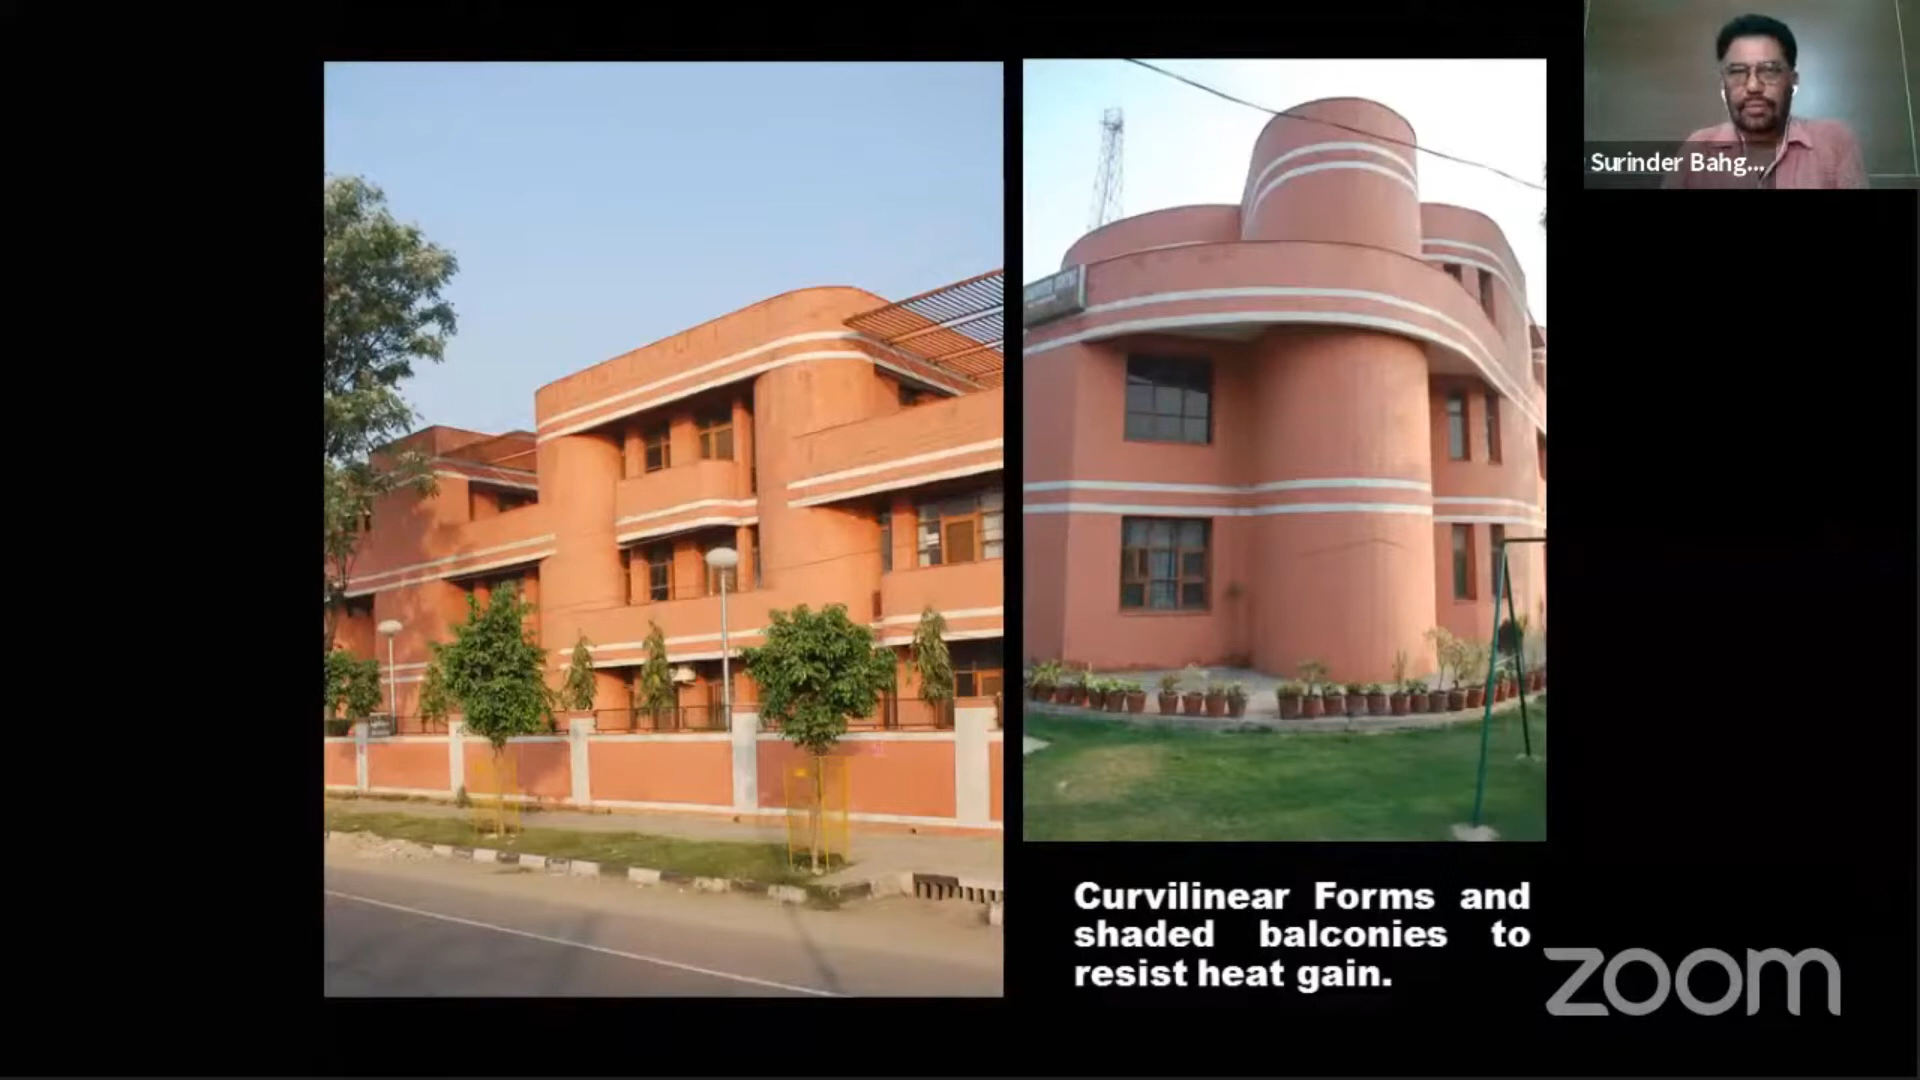 Surinder Bahg...
Curvilinear Forms and
shaded balconies to
resist heat gain.
zoom